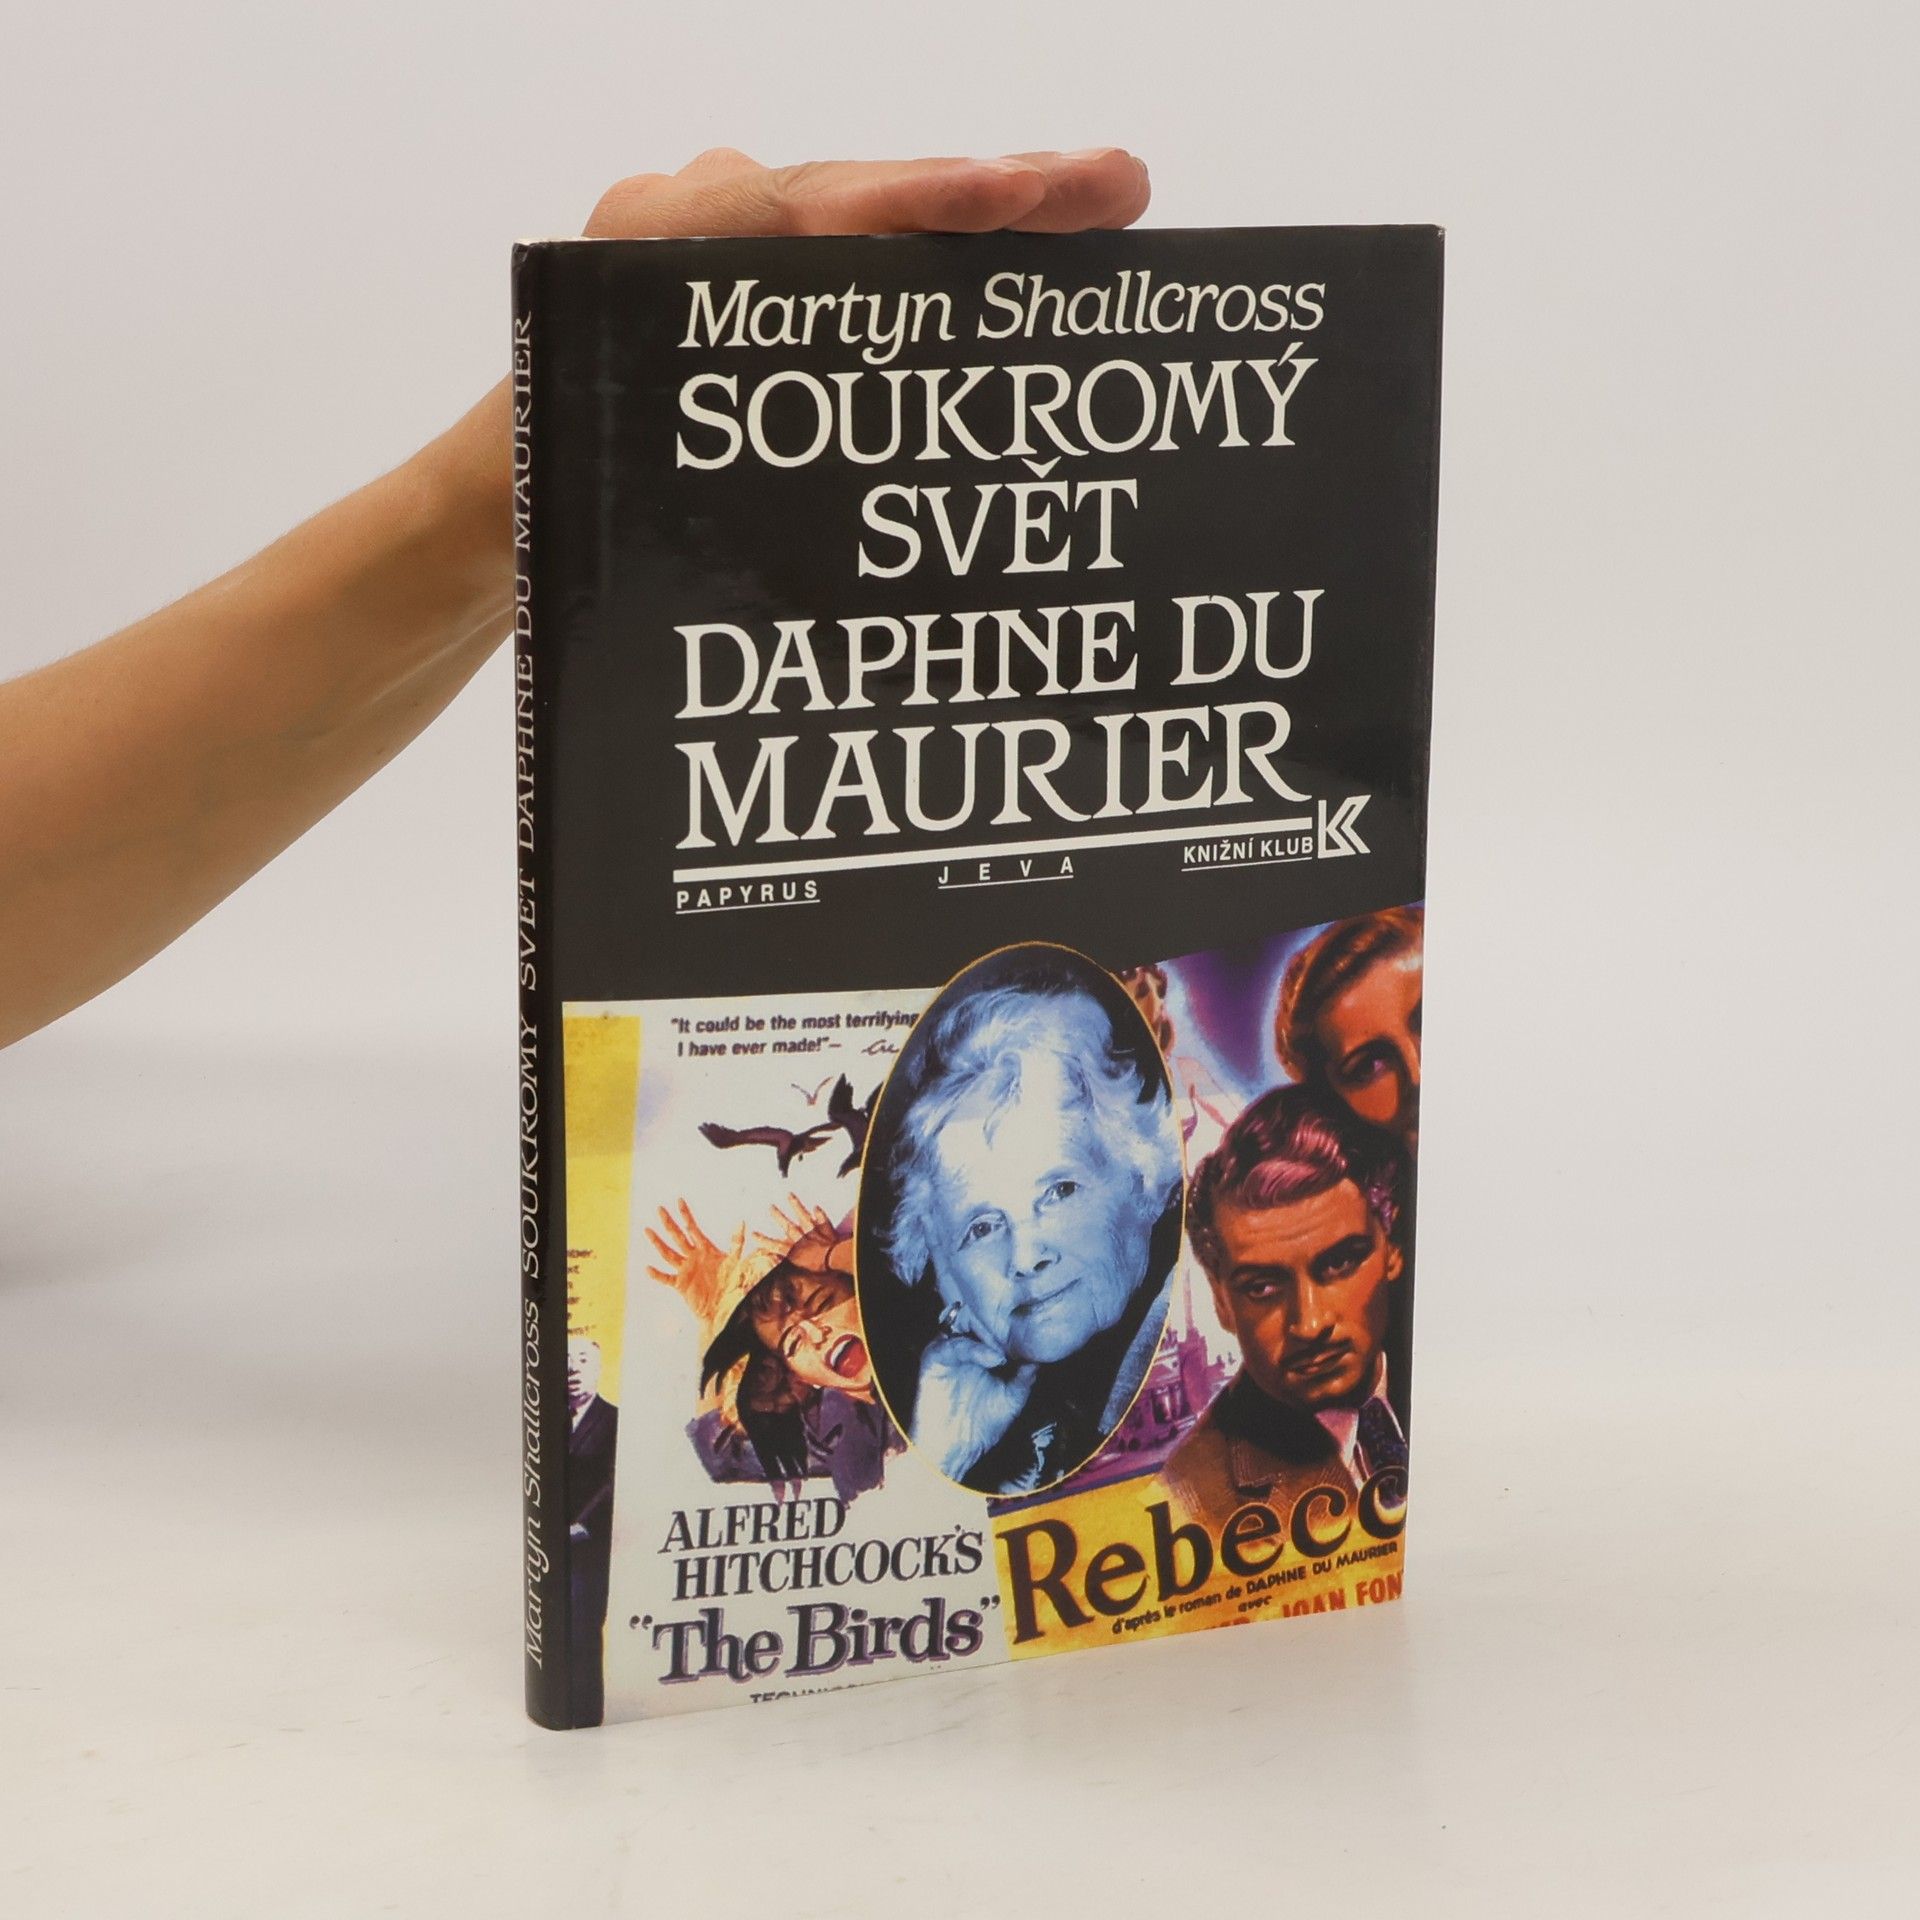 Martyn Shallcross
SOUKROMÝ
SVĚT
DAPHNE DU
MAURIER
PAPYRUS
JEVA
KNIŽNÍ KLUB
"It could be the most terrifying
I have ever made!"—
ALFRED
HITCHCOCK'S
"The Birds"
Rebecc
d'après le roman de DAPHNE DU MAURIER
avec
JOAN FON
Martyn Shallcross SOUKROMÝ SVĚT DAPHNE DU MAURIER